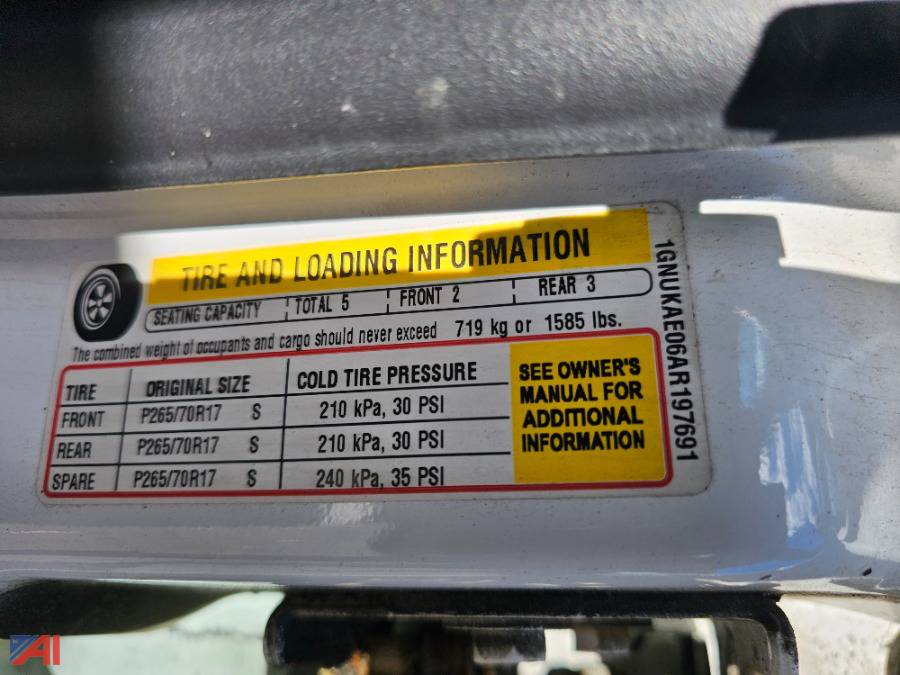 TIRE AND LOADING INFORMATION
SEATING CAPACITY TOTAL 5 FRONT 2 REAR 3
The combined weight of occupants and cargo should never exceed 719 kg or 1585 lbs.
TIRE ORIGINAL SIZE COLD TIRE PRESSURE
FRONT P265/70R17 S 210 kPa, 30 PSI
REAR P265/70R17 S 210 kPa, 30 PSI
SPARE P265/70R17 S 240 kPa, 35 PSI
SEE OWNER'S
MANUAL FOR
ADDITIONAL
INFORMATION
1GNUKAE06AR197691
AI